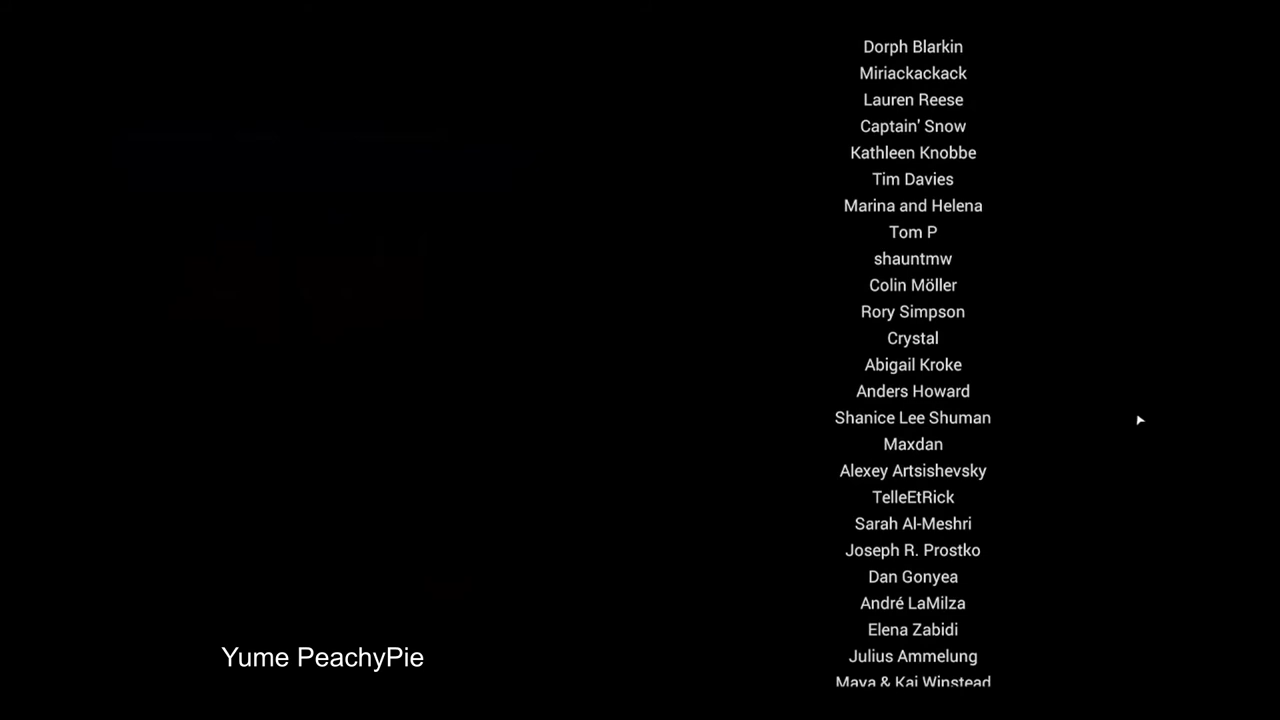 Dorph Blarkin
Miriackackack
Lauren Reese
Captain' Snow
Kathleen Knobbe
Tim Davies
Marina and Helena
Tom P
shauntmw
Colin Möller
Rory Simpson
Crystal
Abigail Kroke
Anders Howard
Shanice Lee Shuman
Maxdan
Alexey Artsishevsky
TelleEtRick
Sarah Al-Meshri
Joseph R. Prostko
Dan Gonyea
André LaMilza
Elena Zabidi
Julius Ammelung
Maya & Kai Winstead
Yume PeachyPie